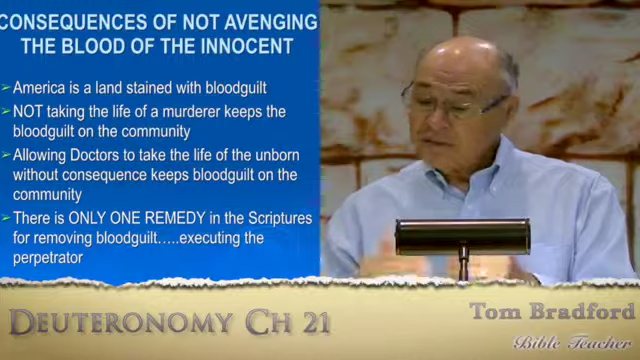 CONSEQUENCES OF NOT AVENGING
THE BLOOD OF THE INNOCENT
➢America is a land stained with bloodguilt
➢NOT taking the life of a murderer keeps the
bloodguilt on the community
➢Allowing Doctors to take the life of the unborn
without consequence keeps bloodguilt on the
community
➢There is ONLY ONE REMEDY in the Scriptures
for removing bloodguilt…..executing the
perpetrator
DEUTERONOMY CH 21
Tom Bradford
Bible Teacher